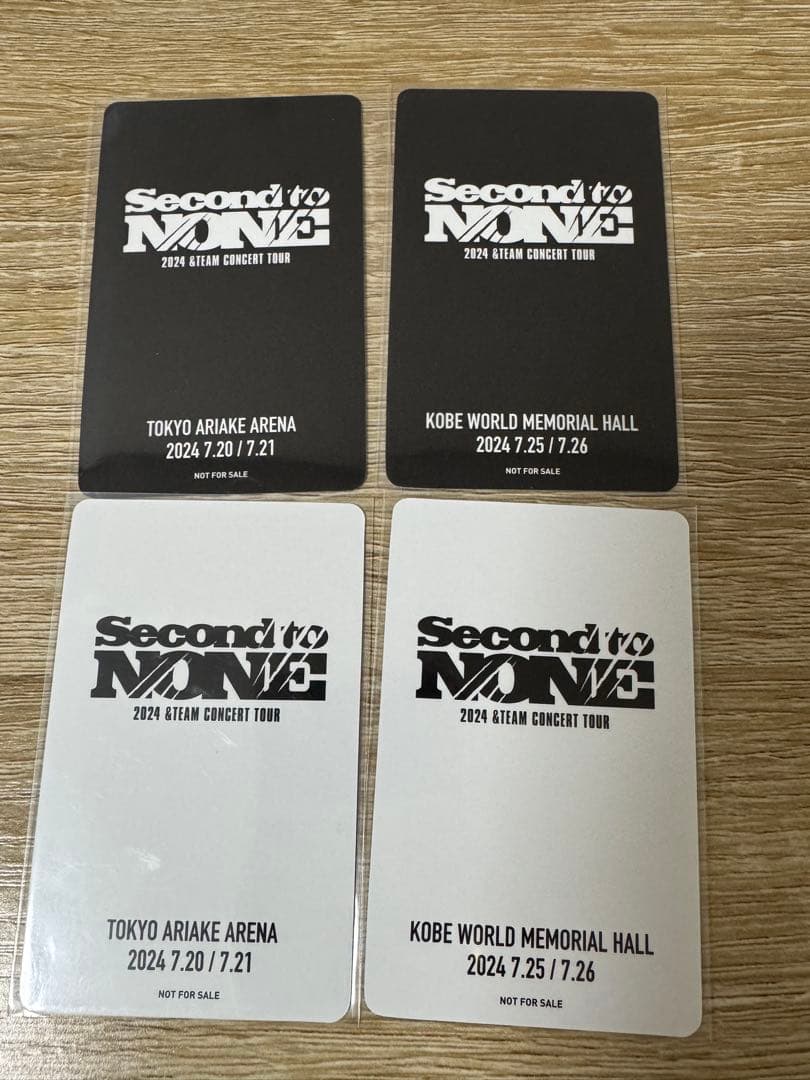 Second to
NONE
2024 &TEAM CONCERT TOUR
TOKYO ARIAKE ARENA
2024 7.20 / 7.21
NOT FOR SALE
Second to
NONE
2024 &TEAM CONCERT TOUR
KOBE WORLD MEMORIAL HALL
2024 7.25 / 7.26
NOT FOR SALE
Second to
NONE
2024 &TEAM CONCERT TOUR
TOKYO ARIAKE ARENA
2024 7.20 / 7.21
NOT FOR SALE
Second to
NONE
2024 &TEAM CONCERT TOUR
KOBE WORLD MEMORIAL HALL
2024 7.25 / 7.26
NOT FOR SALE